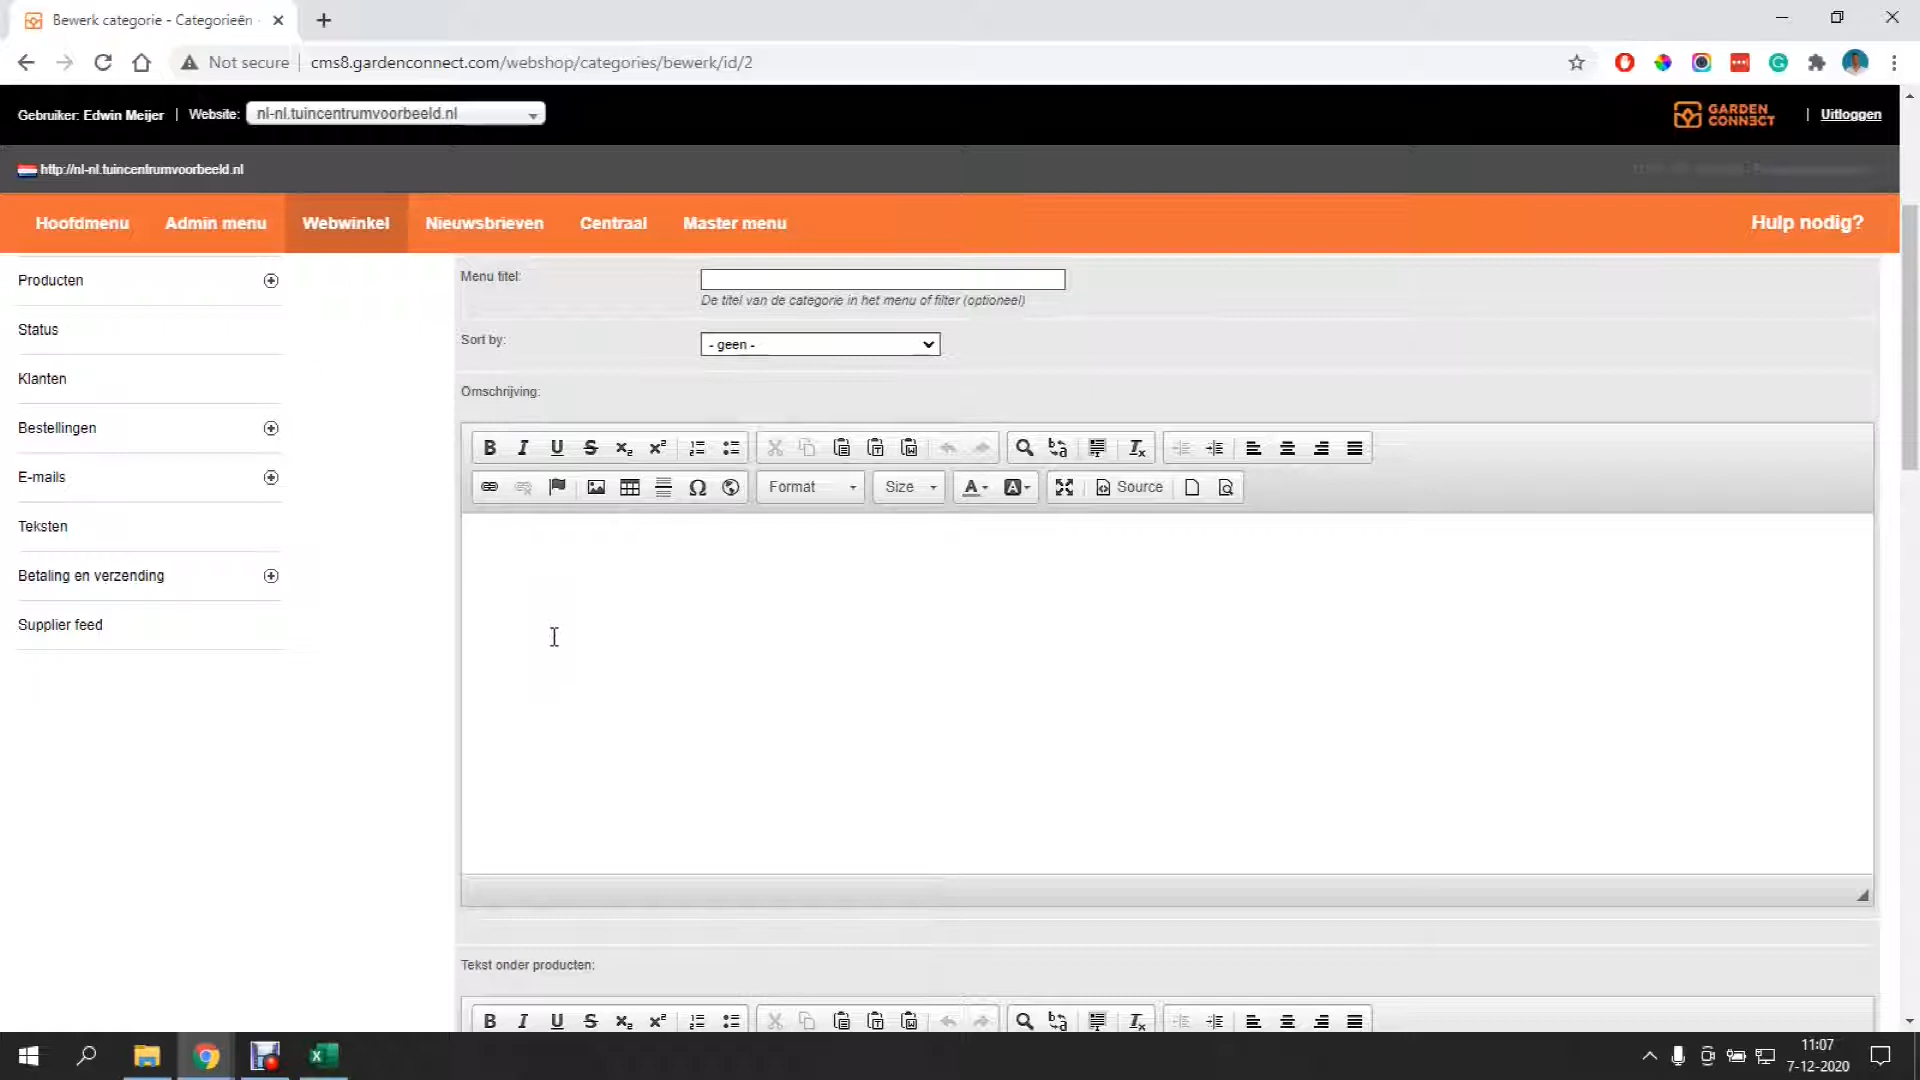 Bewerk categorie - Categorieën
Not secure
cms8.gardenconnect.com/webshop/categories/bewerk/id/2
Gebruiker: Edwin Meijer | Website: nl-nl.tuincentrumvoorbeeld.nl
GARDEN
CONNECT
| Uitloggen
http://nl-nl.tuincentrumvoorbeeld.nl
Hoofdmenu
Admin menu
Webwinkel
Nieuwsbrieven
Centraal
Master menu
Hulp nodig?
Producten
Status
Klanten
Bestellingen
E-mails
Teksten
Betaling en verzending
Supplier feed
Menu titel:
De titel van de categorie in het menu of filter (optioneel)
Sort by:
- geen -
Omschrijving:
Format
Size
Source
Tekst onder producten:
11:07
7-12-2020